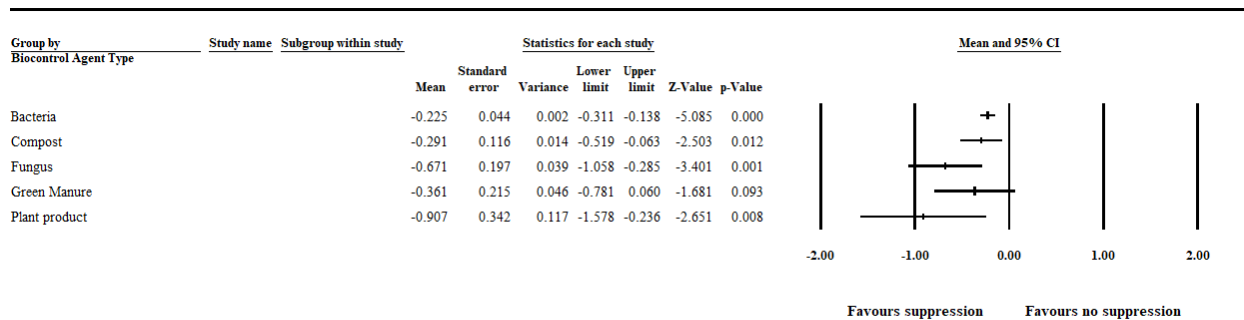 Group by Study name Subgroup within study Statistics for each study Mean and 95% CI
Biocontrol Agent Type
Standard Lower Upper
Mean error Variance limit limit Z-Value p-Value
Bacteria -0.225 0.044 0.002 -0.311 -0.138 -5.085 0.000
Compost -0.291 0.116 0.014 -0.519 -0.063 -2.503 0.012
Fungus -0.671 0.197 0.039 -1.058 -0.285 -3.401 0.001
Green Manure -0.361 0.215 0.046 -0.781 0.060 -1.681 0.093
Plant product -0.907 0.342 0.117 -1.578 -0.236 -2.651 0.008
-2.00 -1.00 0.00 1.00 2.00
Favours suppression Favours no suppression